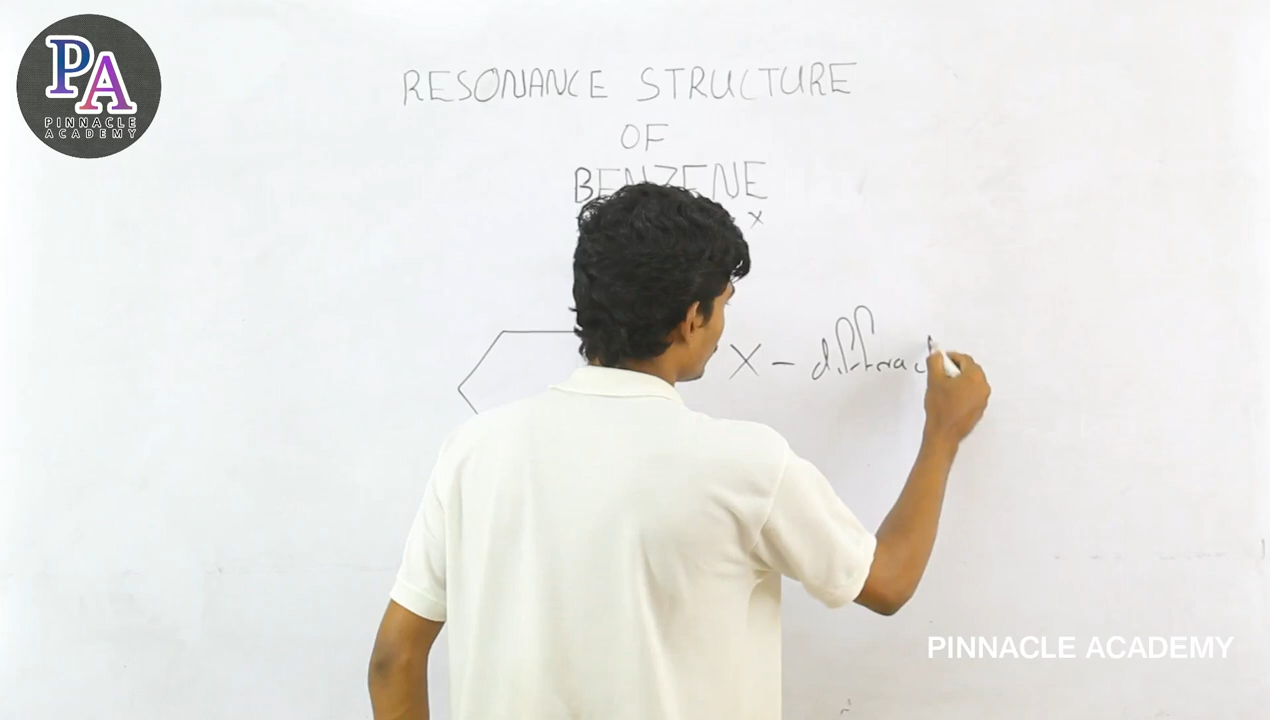 PA
PINNACLE
ACADEMY
RESONANCE STRUCTURE
OF
BENZENE
x
X - diffrac
PINNACLE ACADEMY